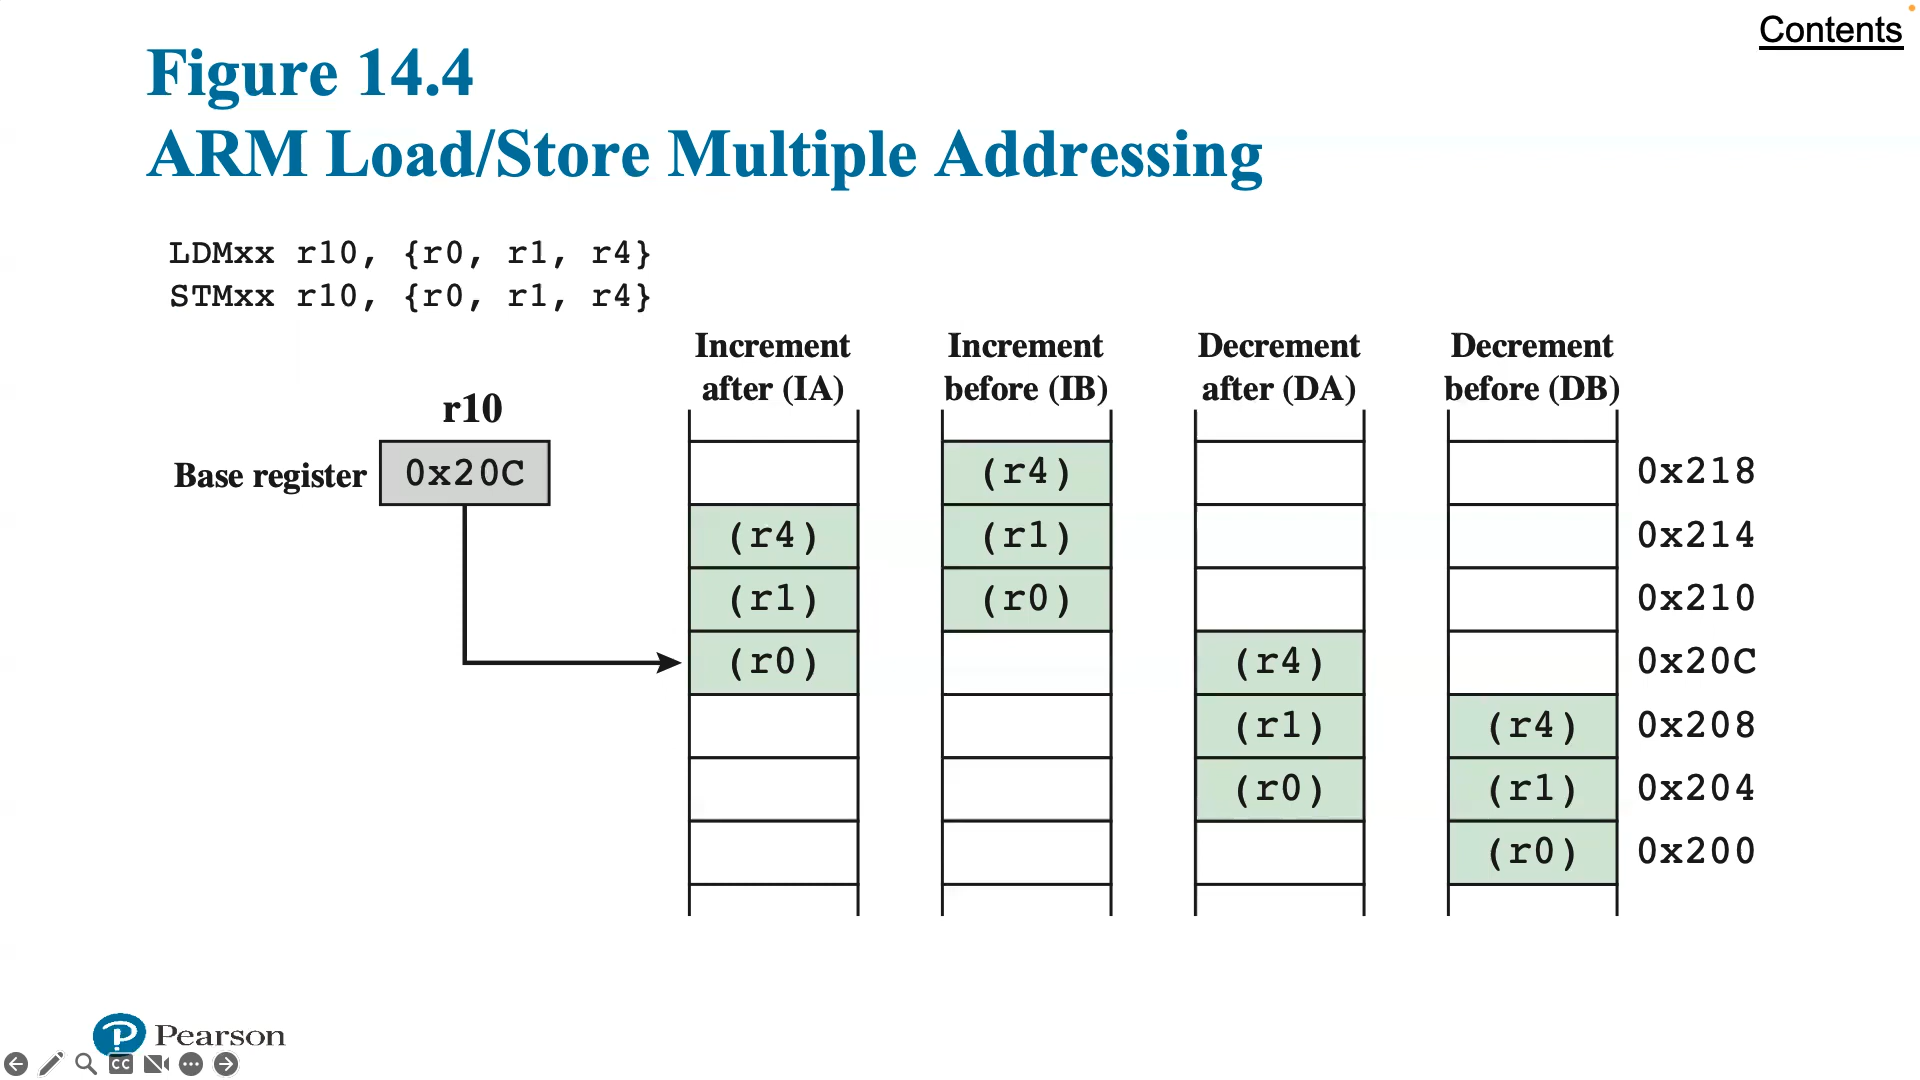 Contents
Figure 14.4
ARM Load/Store Multiple Addressing
LDMxx r10, {r0, r1, r4}
STMxx r10, {r0, r1, r4}
Increment after (IA)
Increment before (IB)
Decrement after (DA)
Decrement before (DB)
r10
Base register 0x20C
(r4) 0x218
(r4) (r1) 0x214
(r1) (r0) 0x210
(r0) (r4) 0x20C
(r1) (r4) 0x208
(r0) (r1) 0x204
(r0) 0x200
P Pearson
CC